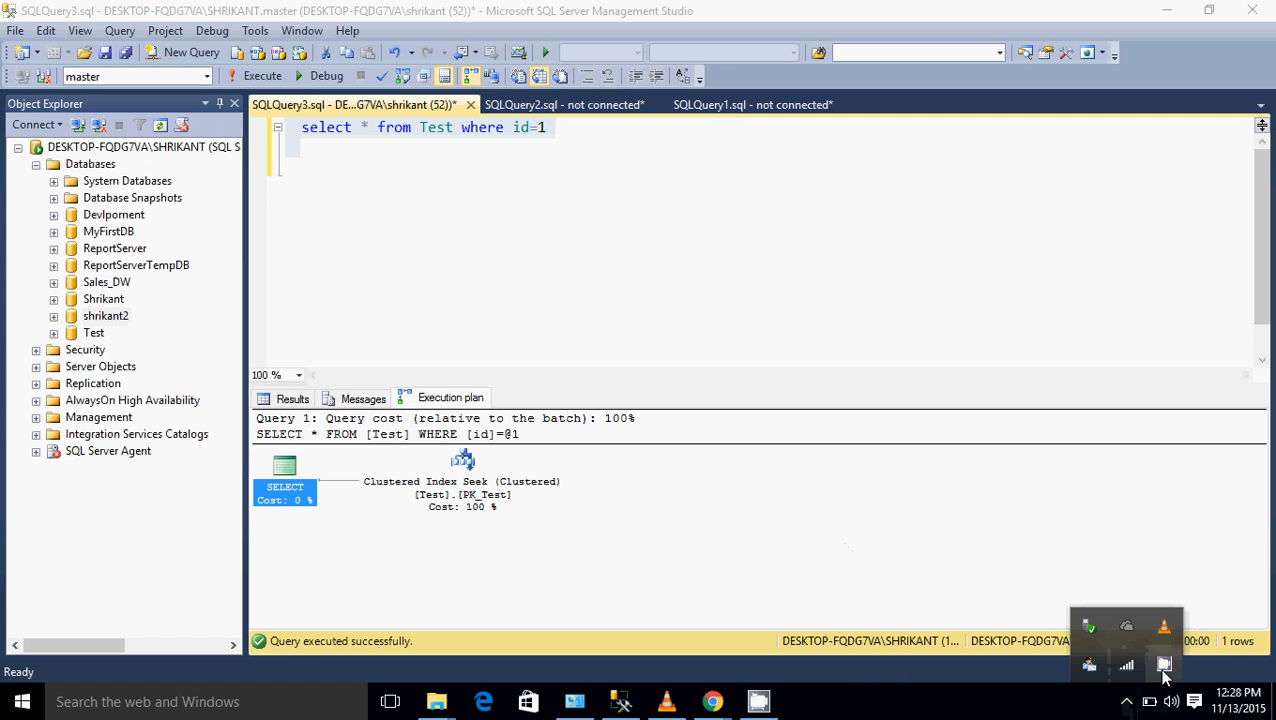 SQLQuery3.sql - DESKTOP-FQDG7VA\SHRIKANT.master (DESKTOP-FQDG7VA\shrikant (52))* - Microsoft SQL Server Management Studio
File Edit View Query Project Debug Tools Window Help
New Query
master Execute Debug
Object Explorer
SQLQuery3.sql - DE...G7VA\shrikant (52))* SQLQuery2.sql - not connected* SQLQuery1.sql - not connected*
Connect
DESKTOP-FQDG7VA\SHRIKANT (SQL S
Databases
System Databases
Database Snapshots
Devlpoment
MyFirstDB
ReportServer
ReportServerTempDB
Sales_DW
Shrikant
shrikant2
Test
Security
Server Objects
Replication
AlwaysOn High Availability
Management
Integration Services Catalogs
SQL Server Agent
select * from Test where id=1
100 %
Results Messages Execution plan
Query 1: Query cost (relative to the batch): 100%
SELECT * FROM [Test] WHERE [id]=@1
SELECT
Cost: 0 %
Clustered Index Seek (Clustered)
[Test].[PK_Test]
Cost: 100 %
Query executed successfully. DESKTOP-FQDG7VA\SHRIKANT (1... DESKTOP-FQDG7VA :00:00 1 rows
Ready
Search the web and Windows
12:28 PM
11/13/2015